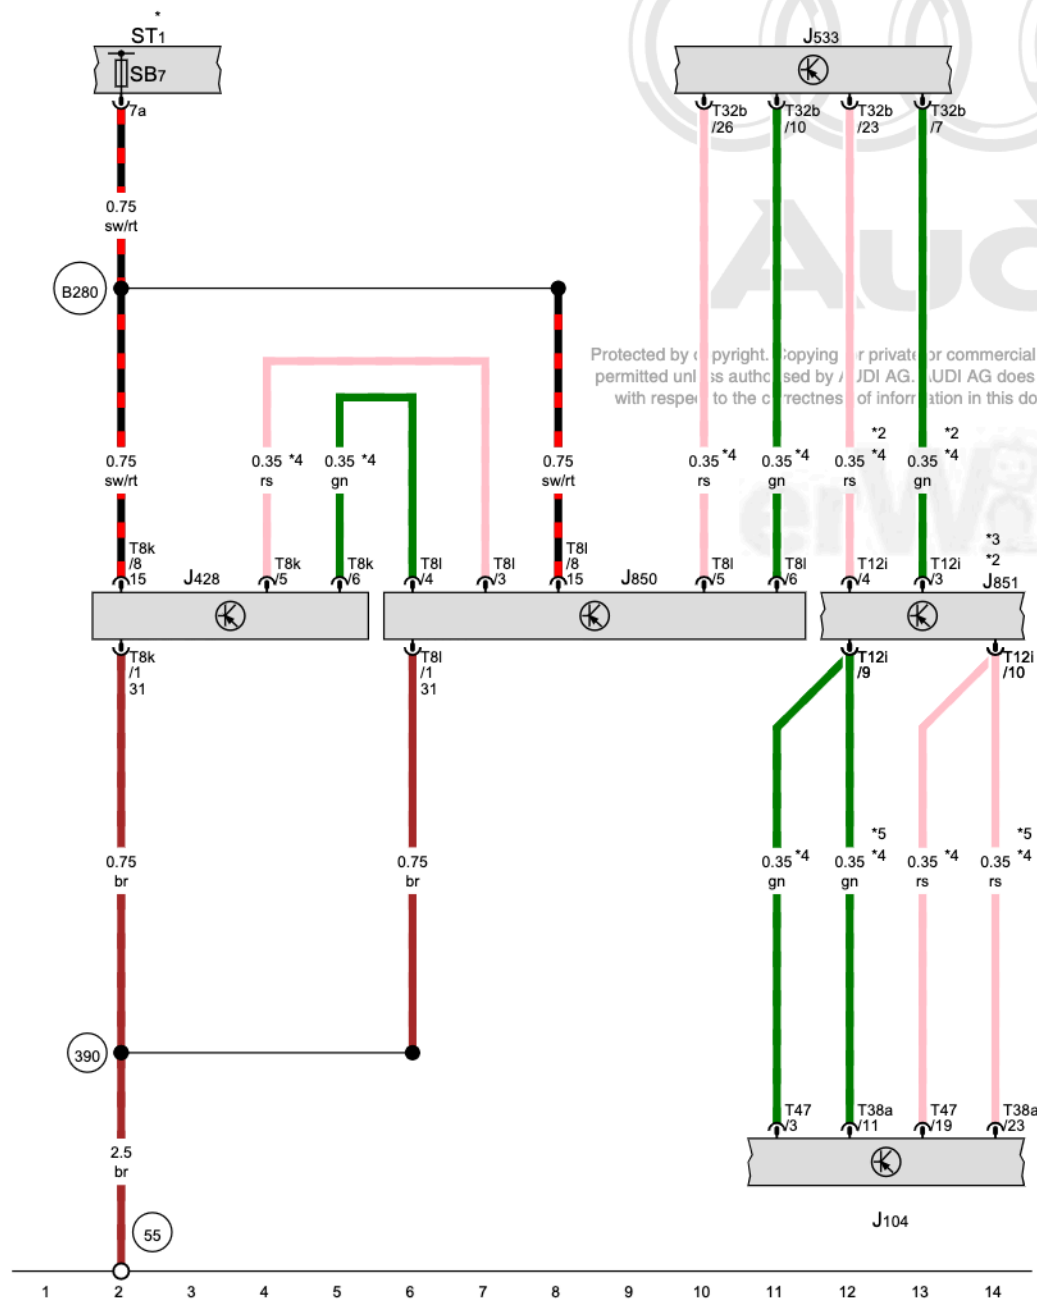 *
ST1
J533
SB7
7a
T32b
/26
T32b
/10
T32b
/23
T32b
/7
0.75
sw/rt
Audi
B280
Protected by copyright. Copying for private or commercial
permitted unless authorised by AUDI AG. AUDI AG does
with respect to the correctness of information in this do
*2
*2
0.75
sw/rt
0.35 *4
rs
0.35 *4
gn
0.75
sw/rt
0.35 *4
rs
0.35 *4
gn
0.35 *4
rs
0.35 *4
gn
*3
*2
T8k
/8
15
J428
T8k
/5
T8k
/6
T8l
/4
T8l
/3
T8l
/8
15
J850
T8l
/5
T8l
/6
T12i
/4
T12i
/3
J851
T8k
/1
31
T8l
/1
31
T12i
/9
T12i
/10
*5
*5
0.75
br
0.75
br
0.35 *4
gn
0.35 *4
gn
0.35 *4
rs
0.35 *4
rs
390
T47
/3
T38a
/11
T47
/19
T38a
/23
2.5
br
J104
55
1 2 3 4 5 6 7 8 9 10 11 12 13 14